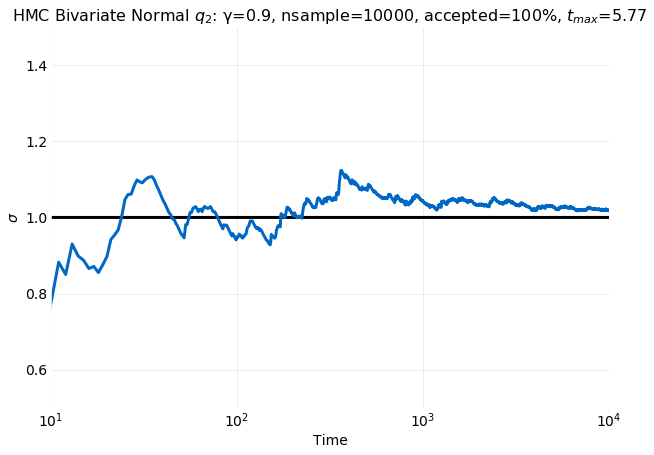 HMC Bivariate Normal q₂: γ=0.9, nsample=10000, accepted=100%, tₘₐₓ=5.77
1.4
1.2
1.0
σ
0.8
0.6
10¹ 10² 10³ 10⁴
Time